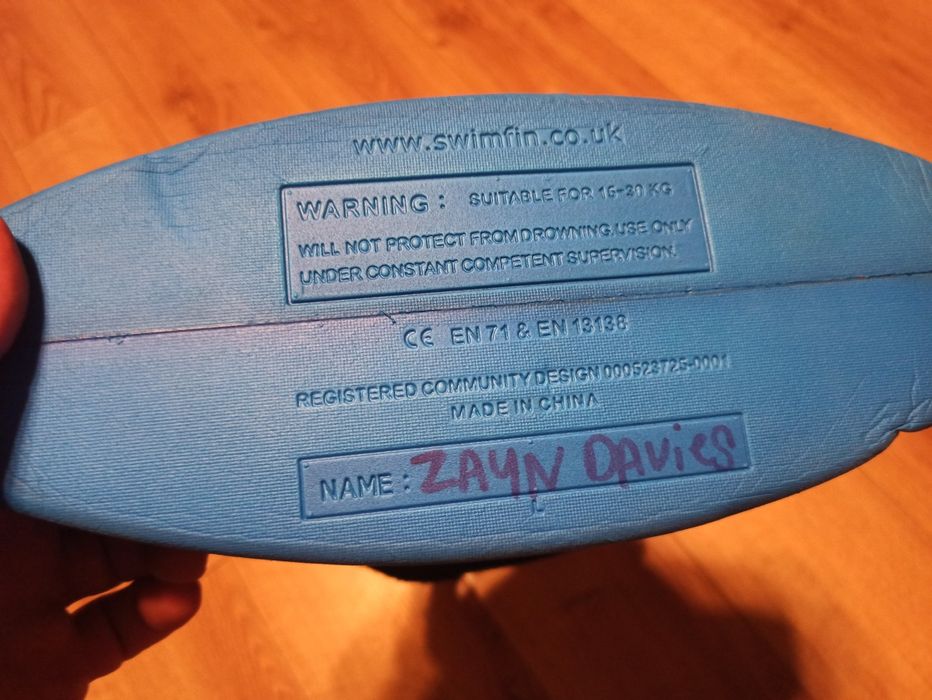 www.swimfin.co.uk
WARNING : SUITABLE FOR 15-30 KG
WILL NOT PROTECT FROM DROWNING. USE ONLY
UNDER CONSTANT COMPETENT SUPERVISION.
CE EN 71 & EN 13138
REGISTERED COMMUNITY DESIGN 000523725-0001
MADE IN CHINA
NAME : ZAYN DAViES